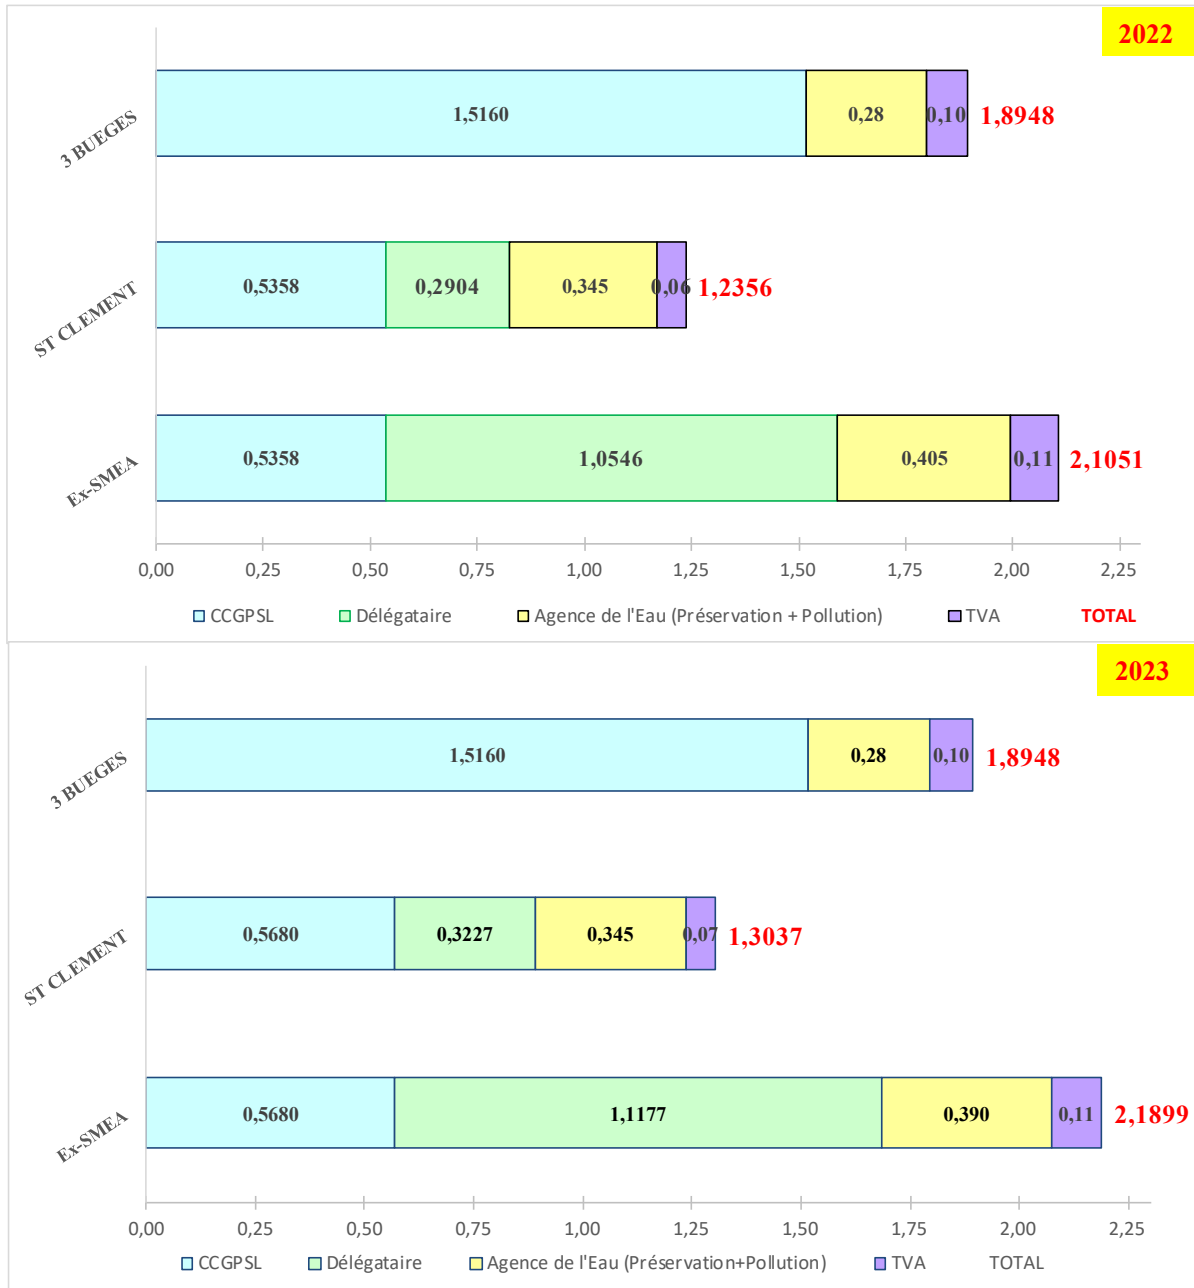 2022
3 BUEGES
1,5160 0,28 0,10 1,8948
ST CLEMENT
0,5358 0,2904 0,345 0,06 1,2356
Ex-SMEA
0,5358 1,0546 0,405 0,11 2,1051
0,00 0,25 0,50 0,75 1,00 1,25 1,50 1,75 2,00 2,25
CCGPSL Délégataire Agence de l'Eau (Préservation + Pollution) TVA TOTAL
2023
3 BUEGES
1,5160 0,28 0,10 1,8948
ST CLEMENT
0,5680 0,3227 0,345 0,07 1,3037
Ex-SMEA
0,5680 1,1177 0,390 0,11 2,1899
0,00 0,25 0,50 0,75 1,00 1,25 1,50 1,75 2,00 2,25
CCGPSL Délégataire Agence de l'Eau (Préservation+Pollution) TVA TOTAL